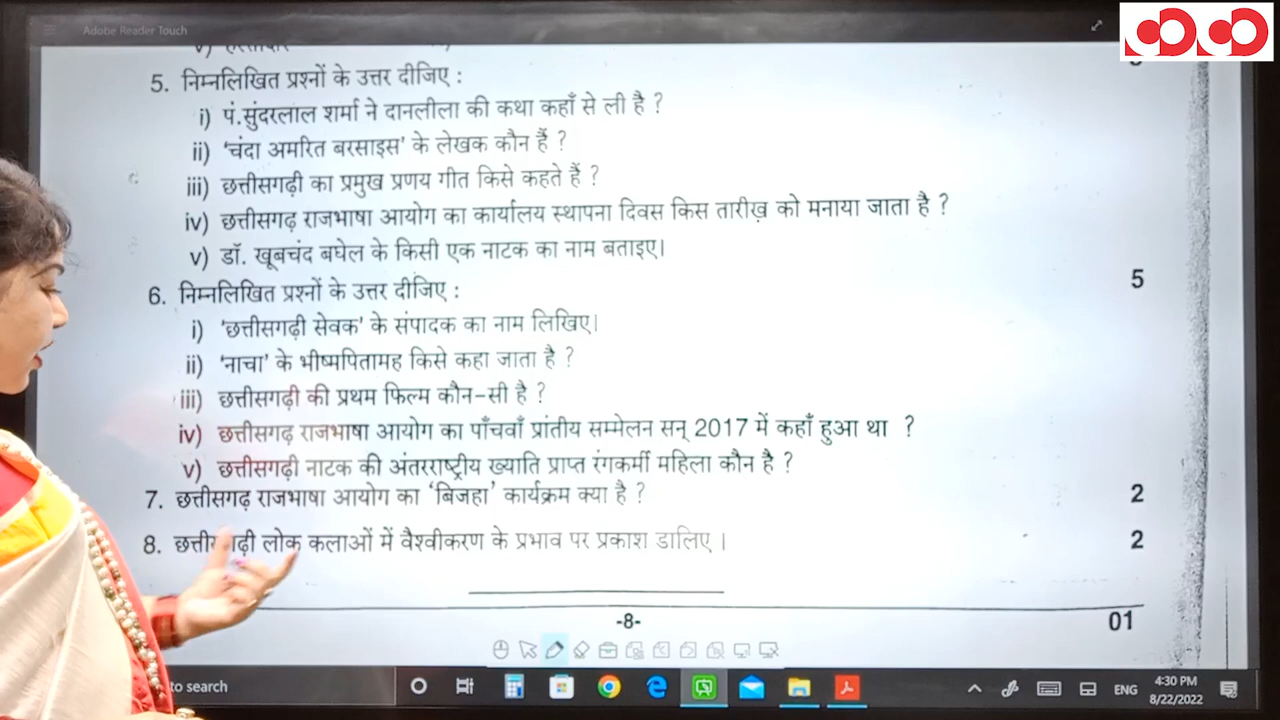 Adobe Reader Touch
5. निम्नलिखित प्रश्नों के उत्तर दीजिए :
i) पं.सुंदरलाल शर्मा ने दानलीला की कथा कहाँ से ली है ?
ii) 'चंदा अमरित बरसाइस' के लेखक कौन हैं ?
iii) छत्तीसगढ़ी का प्रमुख प्रणय गीत किसे कहते हैं ?
iv) छत्तीसगढ़ राजभाषा आयोग का कार्यालय स्थापना दिवस किस तारीख़ को मनाया जाता है ?
v) डॉ. खूबचंद बघेल के किसी एक नाटक का नाम बताइए।
6. निम्नलिखित प्रश्नों के उत्तर दीजिए : 5
i) 'छत्तीसगढ़ी सेवक' के संपादक का नाम लिखिए।
ii) 'नाचा' के भीष्मपितामह किसे कहा जाता है ?
iii) छत्तीसगढ़ी की प्रथम फिल्म कौन-सी है ?
iv) छत्तीसगढ़ राजभाषा आयोग का पाँचवाँ प्रांतीय सम्मेलन सन् 2017 में कहाँ हुआ था ?
v) छत्तीसगढ़ी नाटक की अंतरराष्ट्रीय ख्याति प्राप्त रंगकर्मी महिला कौन है ?
7. छत्तीसगढ़ राजभाषा आयोग का 'बिजहा' कार्यक्रम क्या है ? 2
8. लोक कलाओं में वैश्वीकरण के प्रभाव पर प्रकाश डालिए । 2
-8- 01
to search
ENG
4:30 PM
8/22/2022